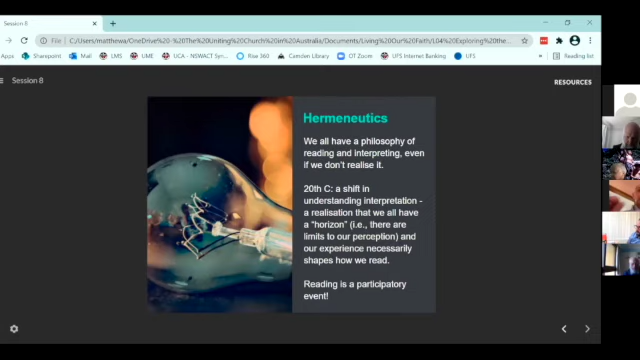 Session 8
File
C:/Users/matthewa/OneDrive%20-%20The%20Uniting%20Church%20in%20Australia/Documents/Living%20Our%20Faith/L04%20Exploring%20the...
Apps Sharepoint Mail LMS UME UCA - NSWACT Syn... Rise 360 Camden Library OT Zoom UFS Internet Banking UFS » Reading list
Session 8
RESOURCES
Hermeneutics
We all have a philosophy of
reading and interpreting, even
if we don't realise it.
20th C: a shift in
understanding interpretation -
a realisation that we all have
a "horizon" (i.e., there are
limits to our perception) and
our experience necessarily
shapes how we read.
Reading is a participatory
event!